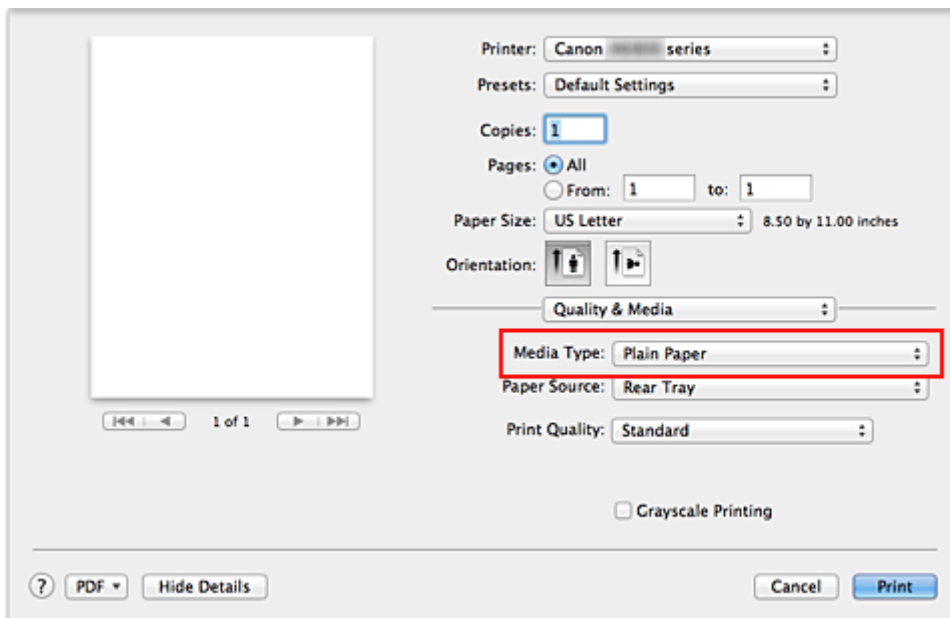 Printer: Canon series
Presets: Default Settings
Copies: 1
Pages: All
From: 1 to: 1
Paper Size: US Letter 8.50 by 11.00 inches
Orientation:
Quality & Media
Media Type: Plain Paper
Paper Source: Rear Tray
Print Quality: Standard
Grayscale Printing
1 of 1
? PDF Hide Details Cancel Print